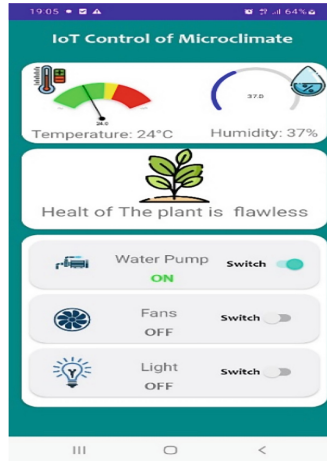 19:05 64%
IoT Control of Microclimate
24.0
37.0
Temperature: 24°C Humidity: 37%
Healt of The plant is flawless
Water Pump Switch
ON
Fans Switch
OFF
Light Switch
OFF